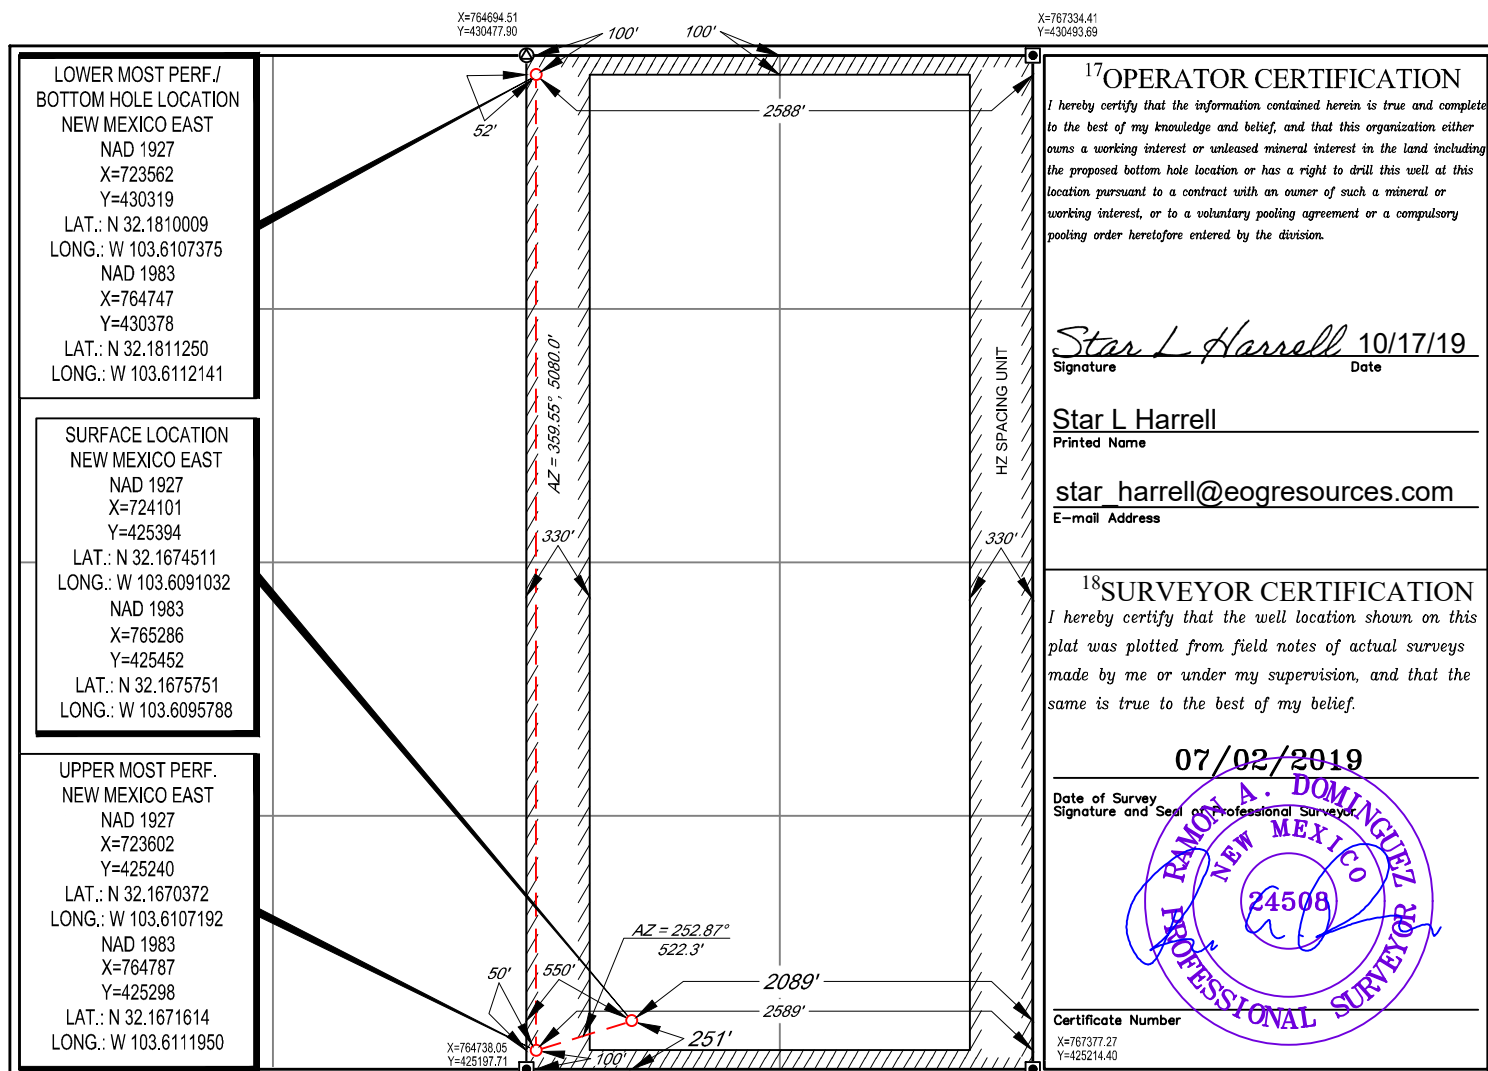 X=764694.51
Y=430477.90
X=767334.41
Y=430493.69
100'
100'
2588'
52'
LOWER MOST PERF./
BOTTOM HOLE LOCATION
NEW MEXICO EAST
NAD 1927
X=723562
Y=430319
LAT.: N 32.1810009
LONG.: W 103.6107375
NAD 1983
X=764747
Y=430378
LAT.: N 32.1811250
LONG.: W 103.6112141
SURFACE LOCATION
NEW MEXICO EAST
NAD 1927
X=724101
Y=425394
LAT.: N 32.1674511
LONG.: W 103.6091032
NAD 1983
X=765286
Y=425452
LAT.: N 32.1675751
LONG.: W 103.6095788
UPPER MOST PERF.
NEW MEXICO EAST
NAD 1927
X=723602
Y=425240
LAT.: N 32.1670372
LONG.: W 103.6107192
NAD 1983
X=764787
Y=425298
LAT.: N 32.1671614
LONG.: W 103.6111950
AZ = 359.55°, 5080.0'
HZ SPACING UNIT
330'
330'
AZ = 252.87°
522.3'
50'
550'
2089'
2589'
251'
100'
X=764738.05
Y=425197.71
17OPERATOR CERTIFICATION
I hereby certify that the information contained herein is true and complete
to the best of my knowledge and belief, and that this organization either
owns a working interest or unleased mineral interest in the land including
the proposed bottom hole location or has a right to drill this well at this
location pursuant to a contract with an owner of such a mineral or
working interest, or to a voluntary pooling agreement or a compulsory
pooling order heretofore entered by the division.
Star L Harrell 10/17/19
Signature Date
Star L Harrell
Printed Name
star_harrell@eogresources.com
E-mail Address
18SURVEYOR CERTIFICATION
I hereby certify that the well location shown on this
plat was plotted from field notes of actual surveys
made by me or under my supervision, and that the
same is true to the best of my belief.
07/02/2019
Date of Survey
Signature and Seal of Professional Surveyor:
RAMON A. DOMINGUEZ
NEW MEXICO
24508
PROFESSIONAL SURVEYOR
Certificate Number
X=767377.27
Y=425214.40